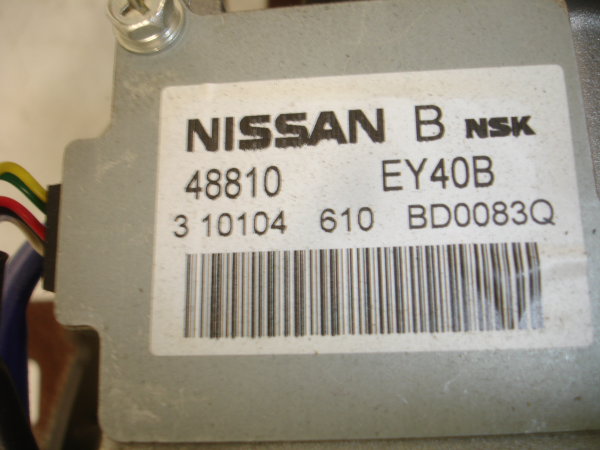 NISSAN B NSK
48810 EY40B
3 10104 610 BD0083Q